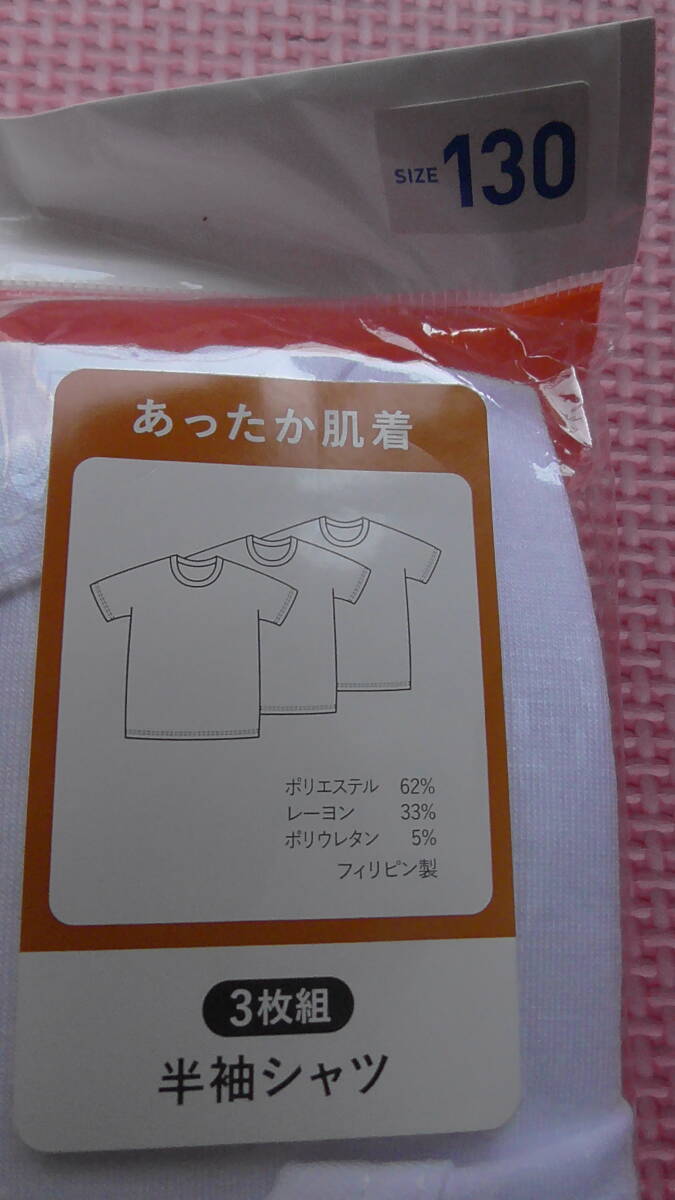 SIZE 130
あったか肌着
ポリエステル 62%
レーヨン 33%
ポリウレタン 5%
フィリピン製
3枚組
半袖シャツ